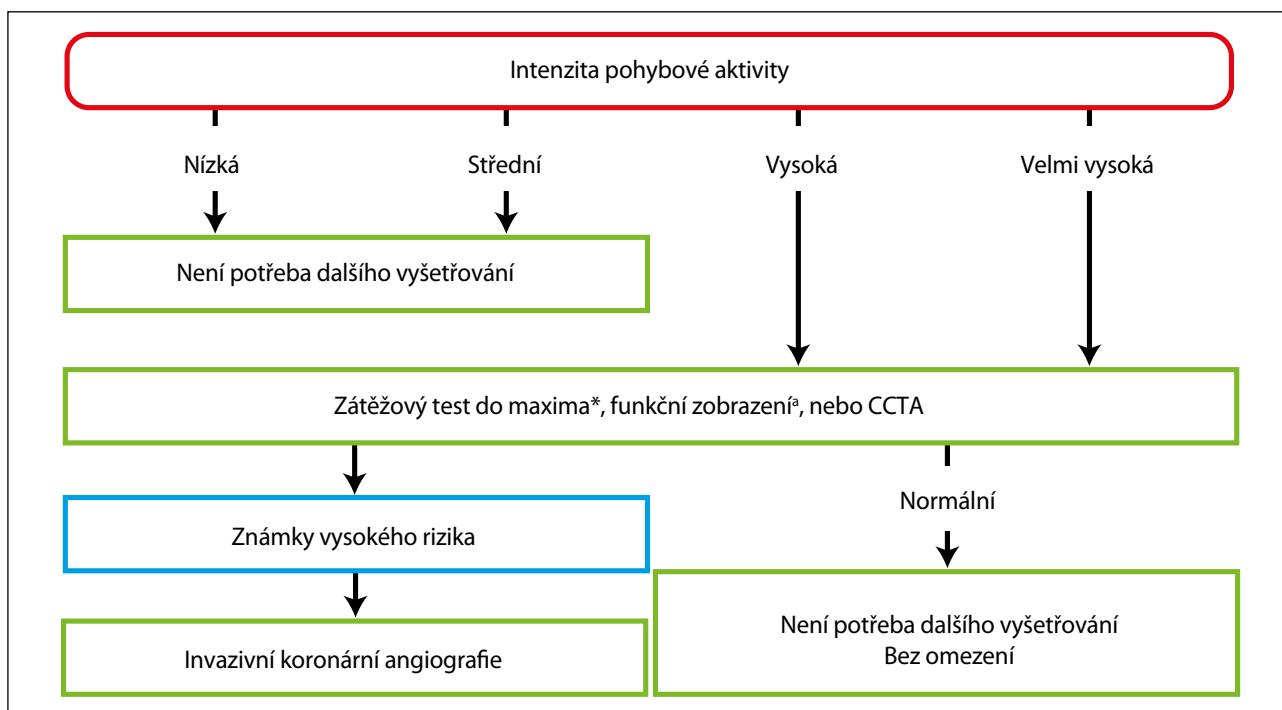 Intenzita pohybové aktivity
Nízká
Střední
Vysoká
Velmi vysoká
Není potřeba dalšího vyšetřování
Zátěžový test do maxima*, funkční zobrazeníᵃ, nebo CCTA
Normální
Známky vysokého rizika
Není potřeba dalšího vyšetřování
Bez omezení
Invazivní koronární angiografie